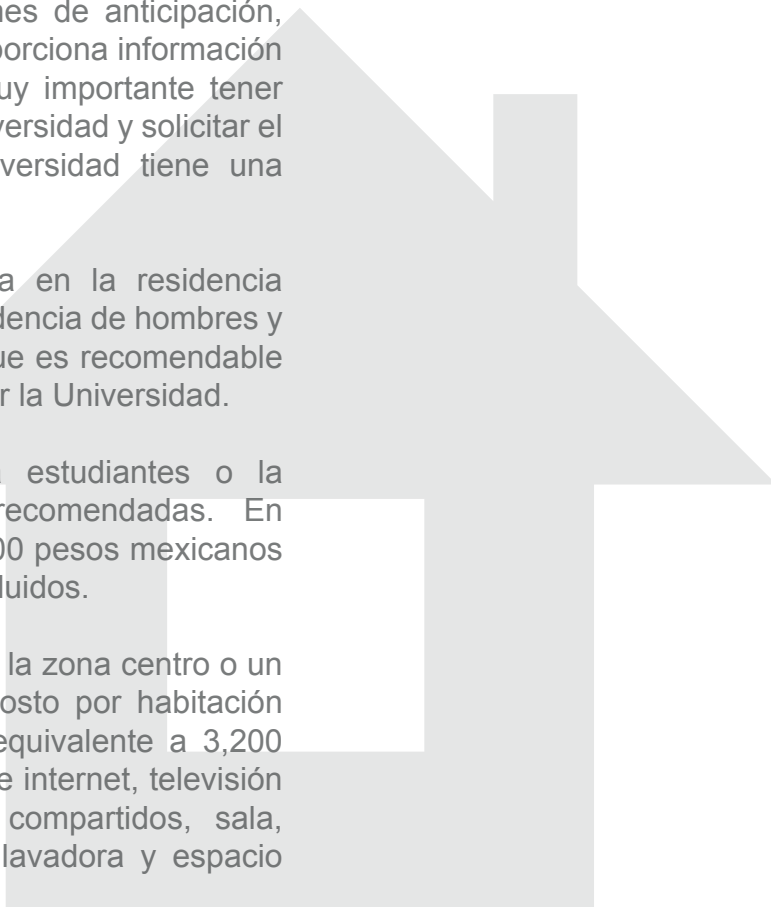 nes de anticipación,
porciona información
uy importante tener
versidad y solicitar el
versidad tiene una
a en la residencia
dencia de hombres y
ue es recomendable
r la Universidad.
a estudiantes o la
recomendadas. En
00 pesos mexicanos
luidos.
la zona centro o un
osto por habitación
equivalente a 3,200
e internet, televisión
compartidos, sala,
lavadora y espacio